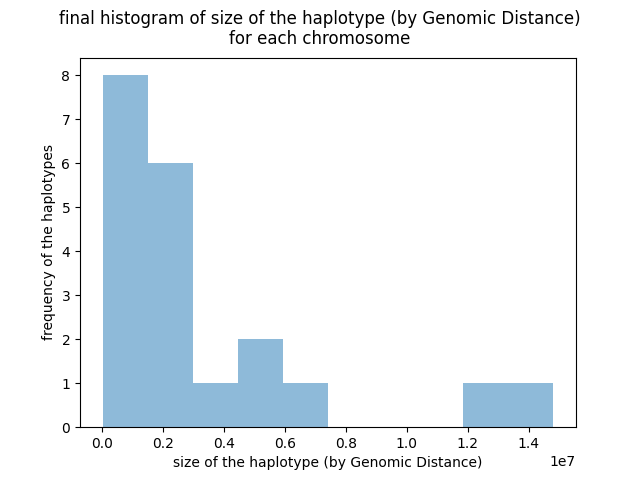 final histogram of size of the haplotype (by Genomic Distance)
for each chromosome
8
7
6
5
4
3
2
1
0
frequency of the haplotypes
0.0 0.2 0.4 0.6 0.8 1.0 1.2 1.4
1e7
size of the haplotype (by Genomic Distance)